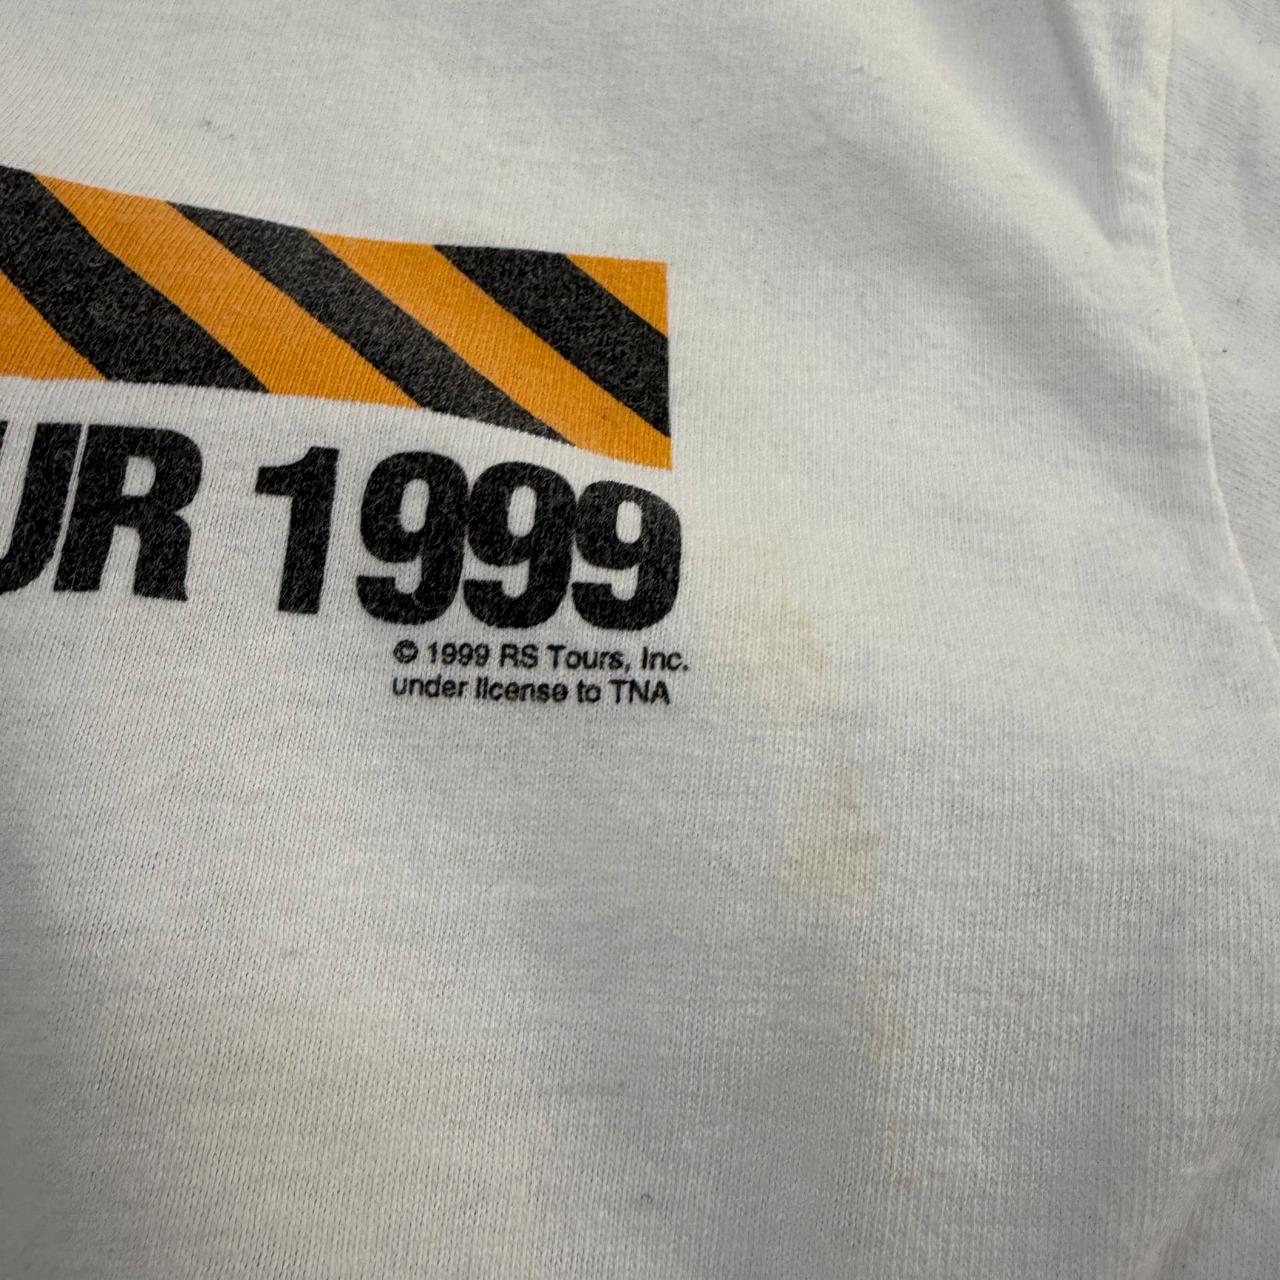 UR 1999
© 1999 RS Tours, Inc.
under license to TNA